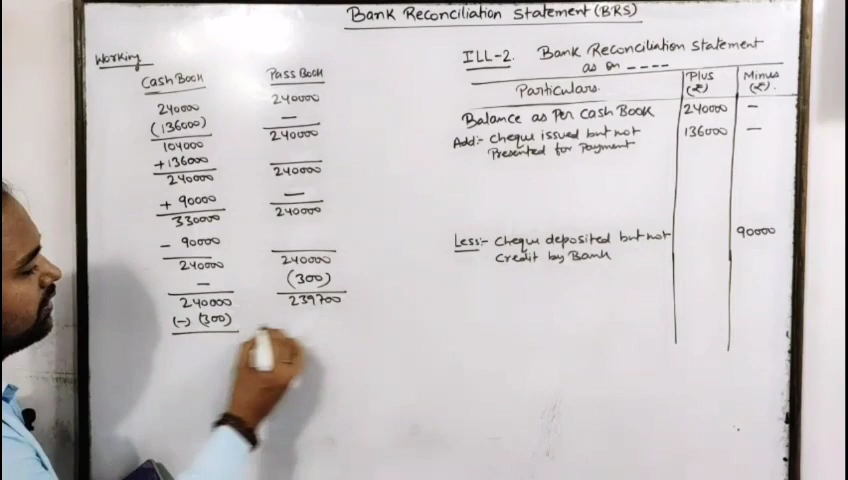 Bank Reconciliation Statement (BRS)
Working
Cash Book
Pass Book
240000
(136000)
104000
+136000
240000
+ 90000
330000
- 90000
240000
—
240000
(-) (300)
240000
—
240000
240000
—
240000
240000
(300)
239700
ILL-2. Bank Reconciliation Statement
as on ----
Particulars. Plus (₹) Minus (₹).
Balance as Per Cash Book 240000 —
Add:- Cheque issued but not 136000 —
Presented for Payment
Less:- Cheque deposited but not 90000
Credit by Bank